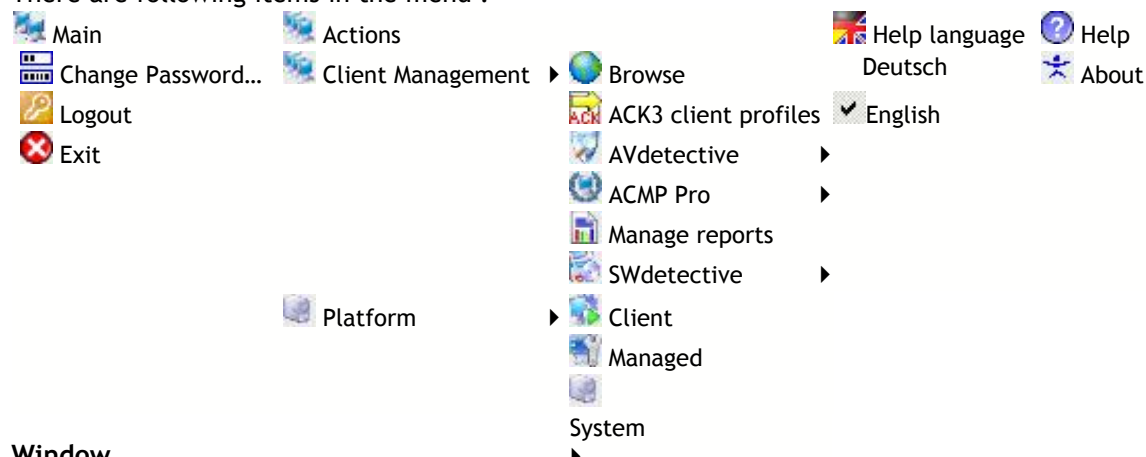 There are following items in the menu :
Main Actions Help language Help
Change Password... Client Management Browse Deutsch About
Logout ACK3 client profiles English
Exit AVdetective
ACMP Pro
Manage reports
SWdetective
Platform Client
Managed
System
Window